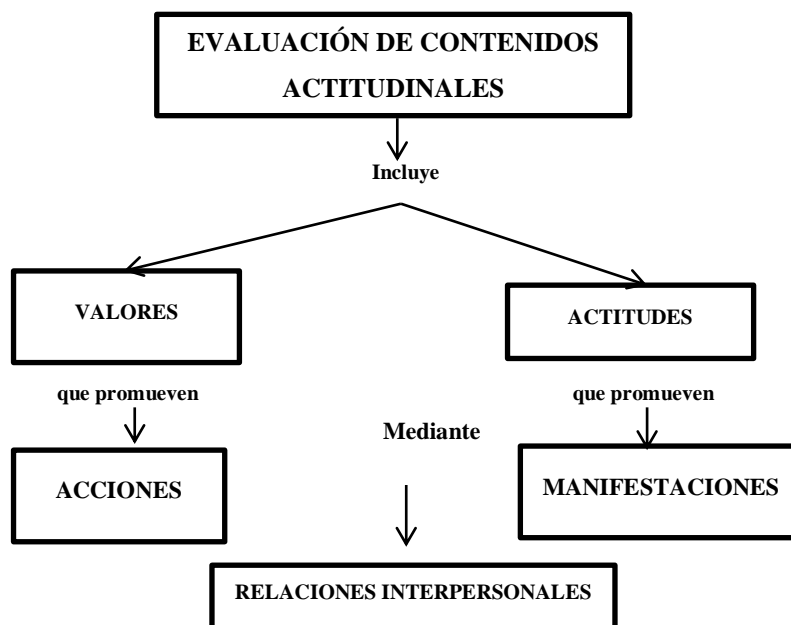 EVALUACIÓN DE CONTENIDOS
ACTITUDINALES
Incluye
VALORES
ACTITUDES
que promueven
que promueven
Mediante
ACCIONES
MANIFESTACIONES
RELACIONES INTERPERSONALES